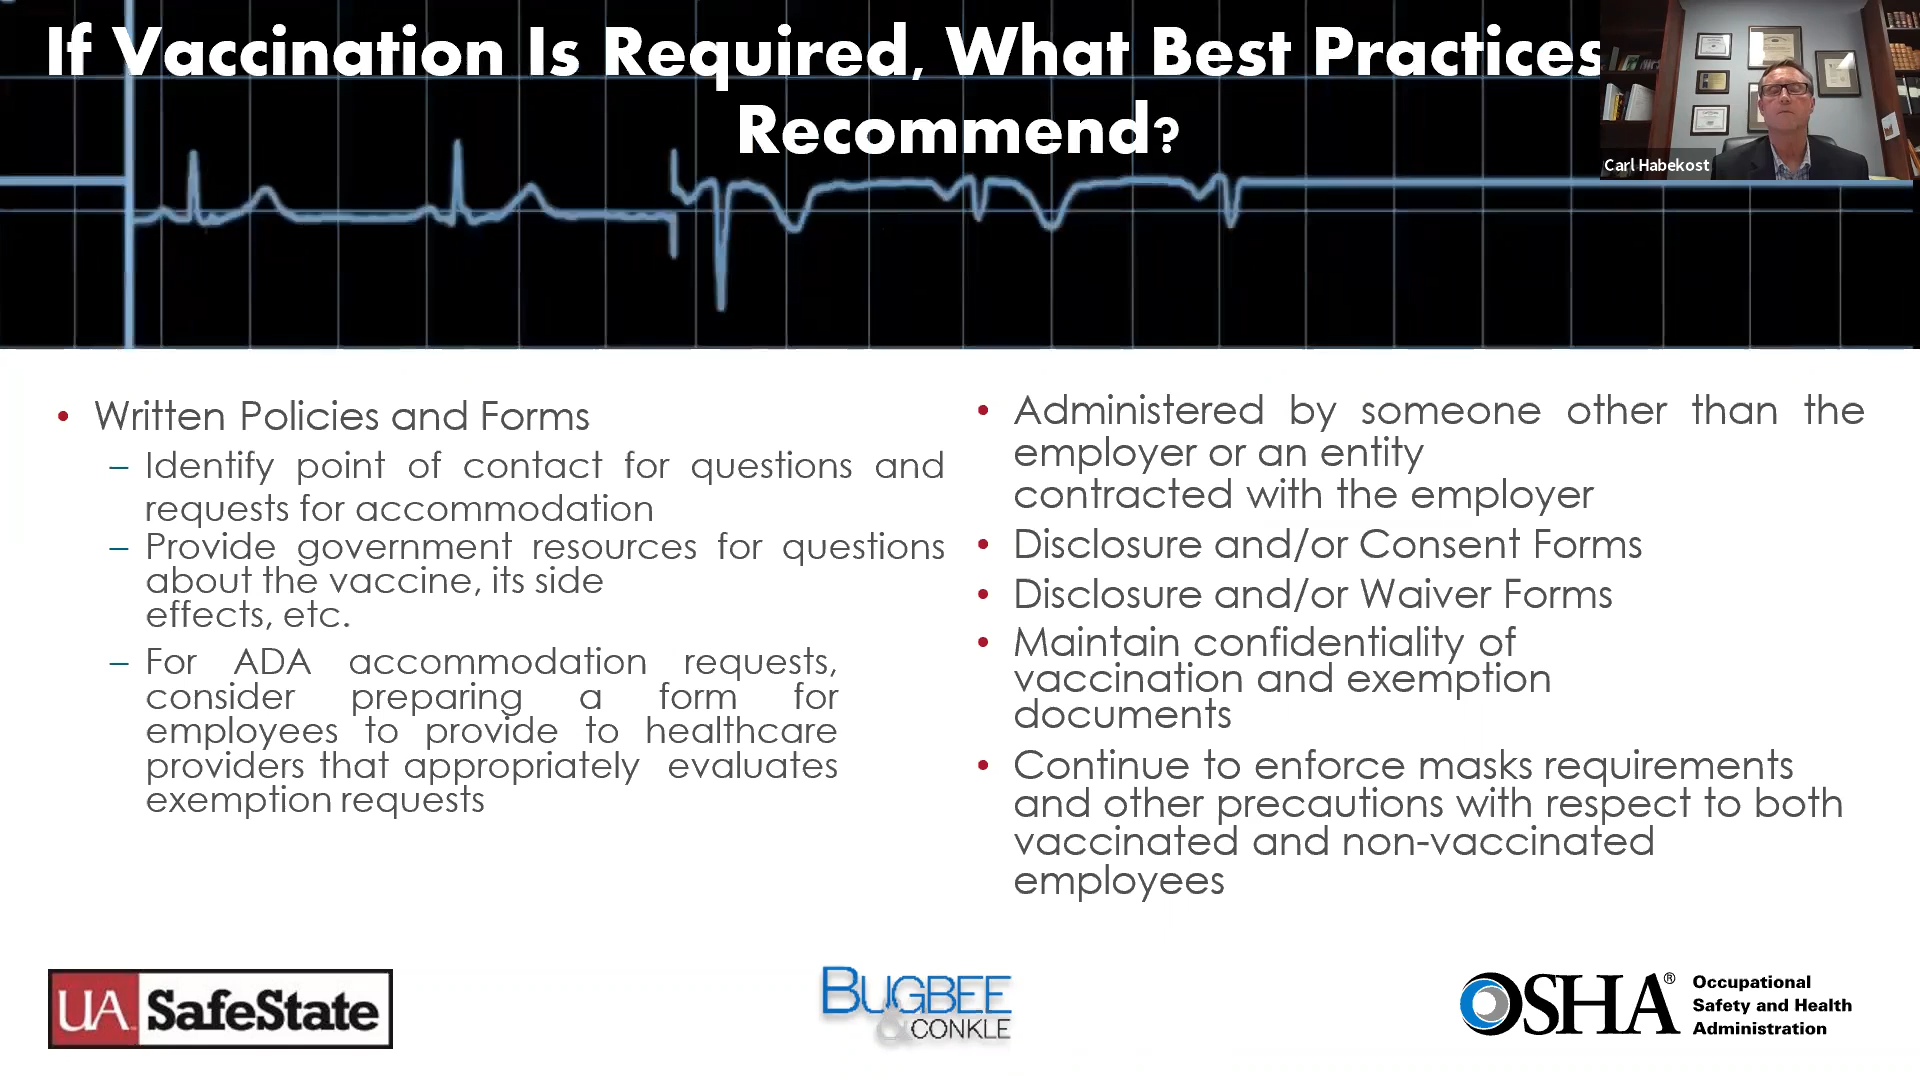 If Vaccination Is Required, What Best Practices
Recommend?
Carl Habekost
• Written Policies and Forms
– Identify point of contact for questions and
requests for accommodation
– Provide government resources for questions
about the vaccine, its side
effects, etc.
– For ADA accommodation requests,
consider preparing a form for
employees to provide to healthcare
providers that appropriately evaluates
exemption requests
• Administered by someone other than the
employer or an entity
contracted with the employer
• Disclosure and/or Consent Forms
• Disclosure and/or Waiver Forms
• Maintain confidentiality of
vaccination and exemption
documents
• Continue to enforce masks requirements
and other precautions with respect to both
vaccinated and non-vaccinated
employees
UA SafeState
BUGBEE
& CONKLE
OSHA®
Occupational
Safety and Health
Administration